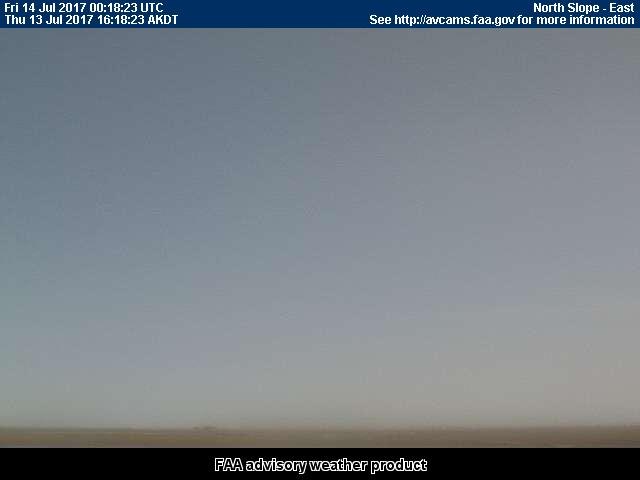 Fri 14 Jul 2017 00:18:23 UTC
North Slope - East
Thu 13 Jul 2017 16:18:23 AKDT
See http://avcams.faa.gov for more information
FAA advisory weather product